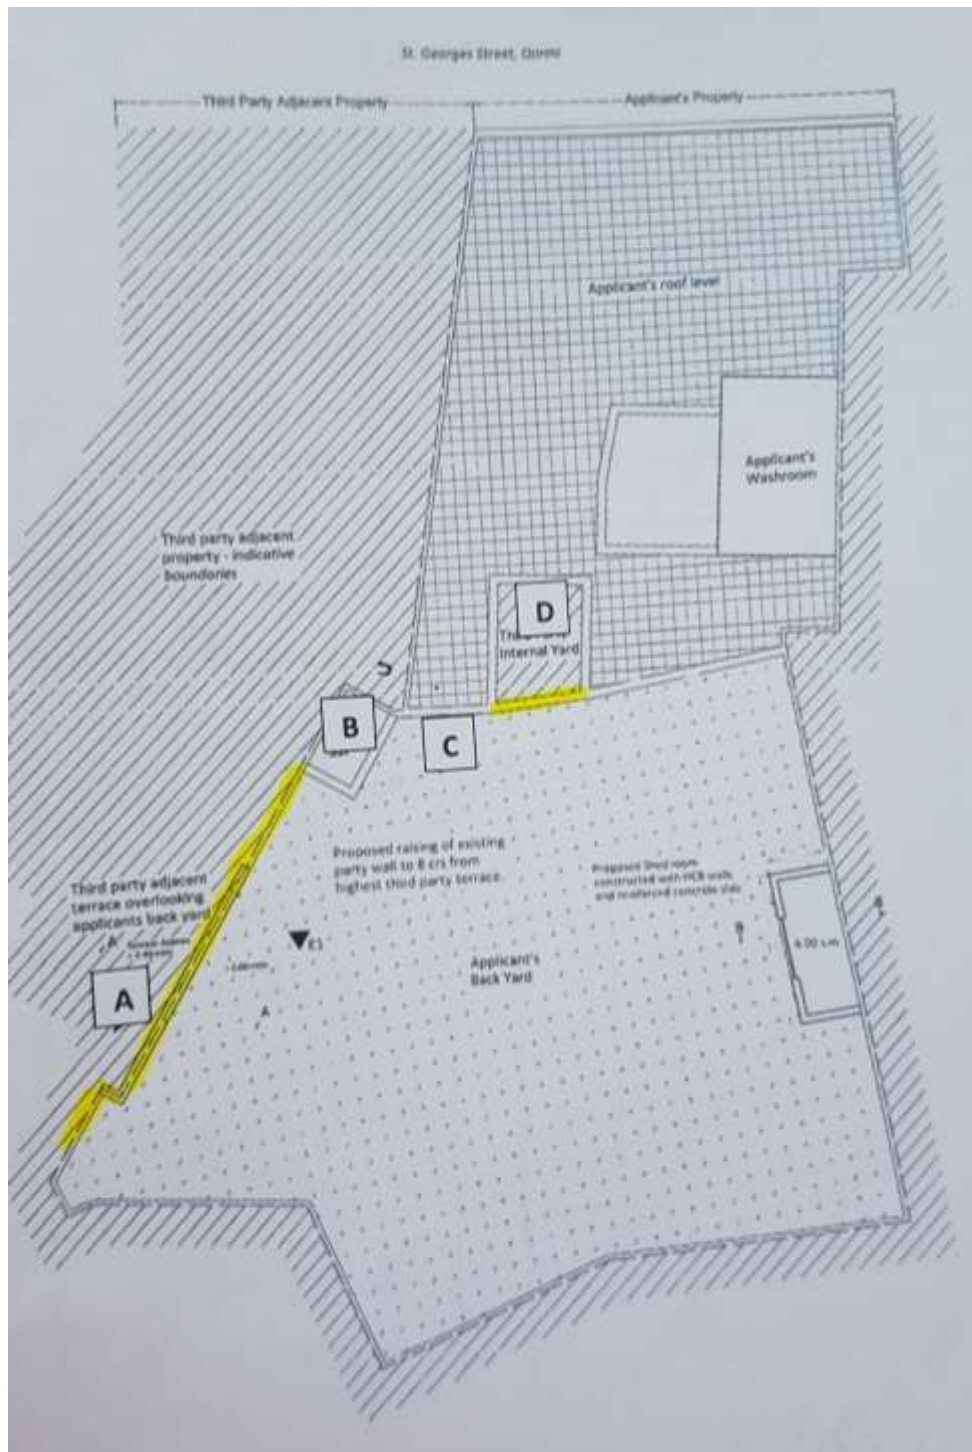 St. Georges Street, Qormi
Third Party Adjacent Property
Applicant's Property
Applicant's roof level
Applicant's
Washroom
Third party adjacent
property - indicative
boundaries
D
Internal Yard
B
C
Proposed raising of existing
party wall to 8 crs from
highest third party terrace.
Proposed Shed room
constructed with HCB walls
and reinforced concrete slab
Third party adjacent
terrace overlooking
applicants back yard
A'
E1
B
B
4.00 s.m
Applicant's
Back Yard
A
A